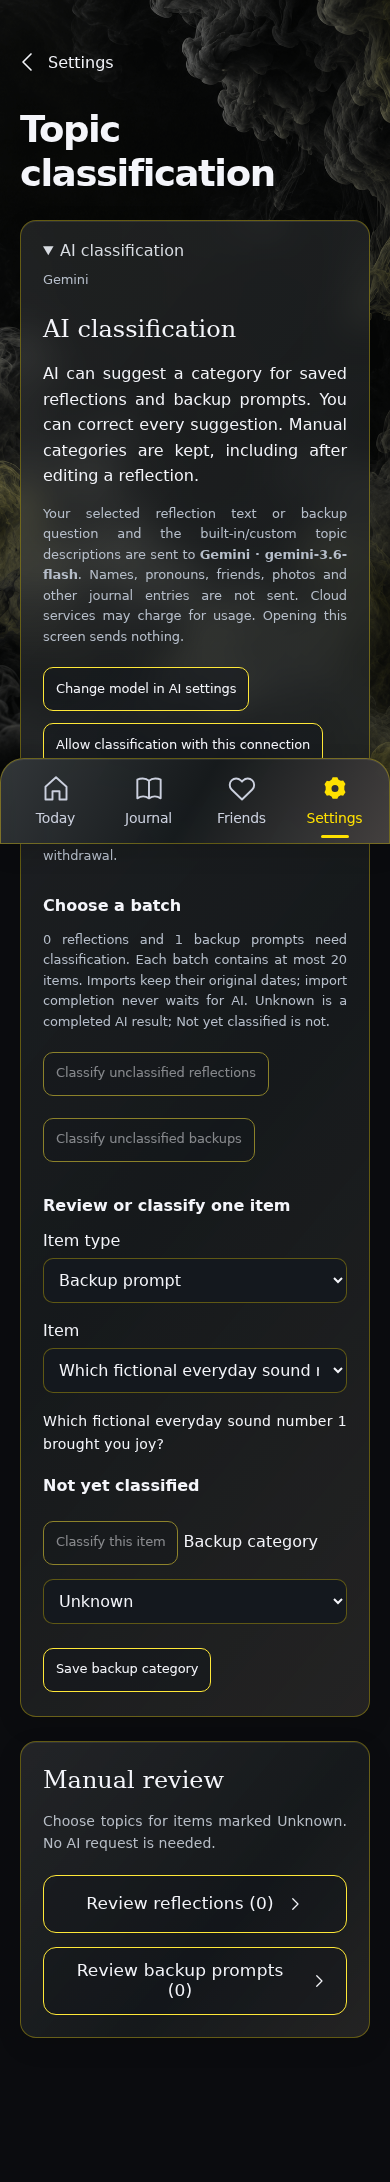 Settings
Topic
classification
▼ AI classification
Gemini
AI classification
AI can suggest a category for saved
reflections and backup prompts. You
can correct every suggestion. Manual
categories are kept, including after
editing a reflection.
Your selected reflection text or backup
question and the built-in/custom topic
descriptions are sent to Gemini · gemini-3.6-
flash. Names, pronouns, friends, photos and
other journal entries are not sent. Cloud
services may charge for usage. Opening this
screen sends nothing.
Change model in AI settings
Allow classification with this connection
Today
Journal
Friends
Settings
withdrawal.
Choose a batch
0 reflections and 1 backup prompts need
classification. Each batch contains at most 20
items. Imports keep their original dates; import
completion never waits for AI. Unknown is a
completed AI result; Not yet classified is not.
Classify unclassified reflections
Classify unclassified backups
Review or classify one item
Item type
Backup prompt
Item
Which fictional everyday sound
Which fictional everyday sound number 1
brought you joy?
Not yet classified
Classify this item Backup category
Unknown
Save backup category
Manual review
Choose topics for items marked Unknown.
No AI request is needed.
Review reflections (0)
Review backup prompts
(0)